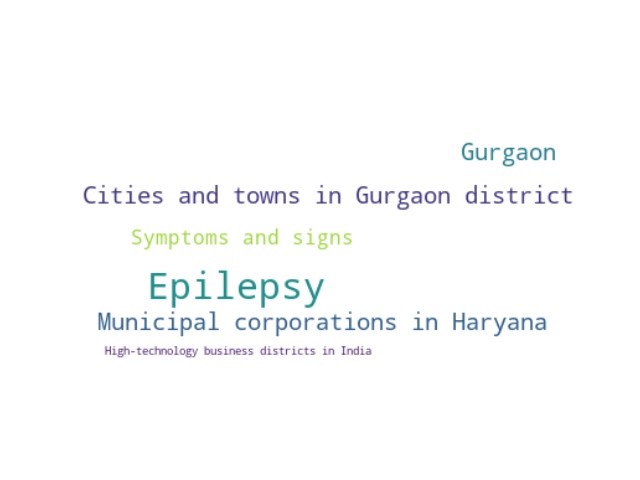 Gurgaon
Cities and towns in Gurgaon district
Symptoms and signs
Epilepsy
Municipal corporations in Haryana
High-technology business districts in India